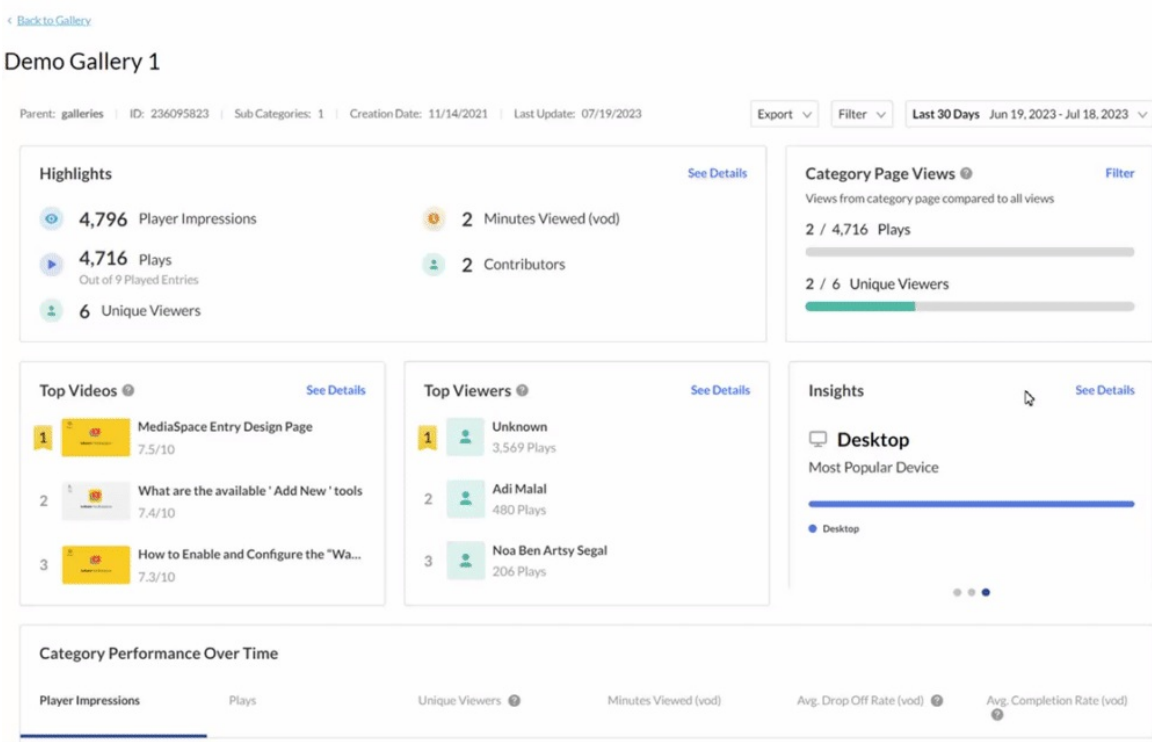 ‹ Back to Gallery
Demo Gallery 1
Parent: galleries | ID: 236095823 | Sub Categories: 1 | Creation Date: 11/14/2021 | Last Update: 07/19/2023
Export
Filter
Last 30 Days Jun 19, 2023 - Jul 18, 2023
Highlights
See Details
4,796 Player Impressions
4,716 Plays
Out of 9 Played Entries
6 Unique Viewers
2 Minutes Viewed (vod)
2 Contributors
Category Page Views ?
Filter
Views from category page compared to all views
2 / 4,716 Plays
2 / 6 Unique Viewers
Top Videos ?
See Details
1
MediaSpace Entry Design Page
7.5/10
2
What are the available ' Add New ' tools
7.4/10
3
How to Enable and Configure the "Wa...
7.3/10
Top Viewers ?
See Details
1
Unknown
3,569 Plays
2
Adi Malal
480 Plays
3
Noa Ben Artsy Segal
206 Plays
Insights
See Details
Desktop
Most Popular Device
Desktop
Category Performance Over Time
Player Impressions
Plays
Unique Viewers ?
Minutes Viewed (vod)
Avg. Drop Off Rate (vod) ?
Avg. Completion Rate (vod)
?